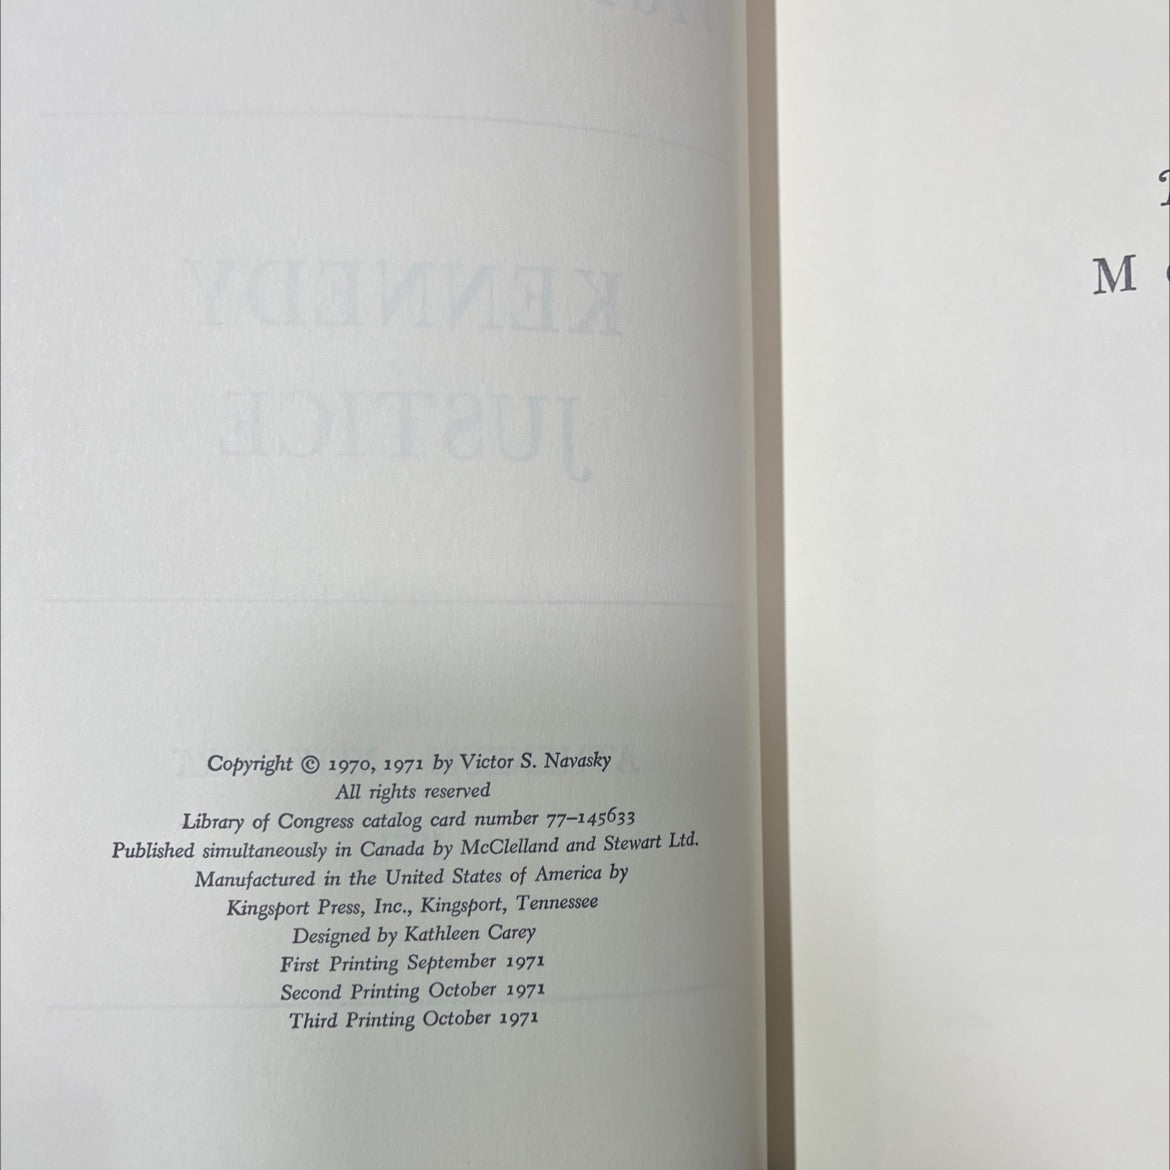 KENNEDY
JUSTICE
Copyright © 1970, 1971 by Victor S. Navasky
All rights reserved
Library of Congress catalog card number 77–145633
Published simultaneously in Canada by McClelland and Stewart Ltd.
Manufactured in the United States of America by
Kingsport Press, Inc., Kingsport, Tennessee
Designed by Kathleen Carey
First Printing September 1971
Second Printing October 1971
Third Printing October 1971
M